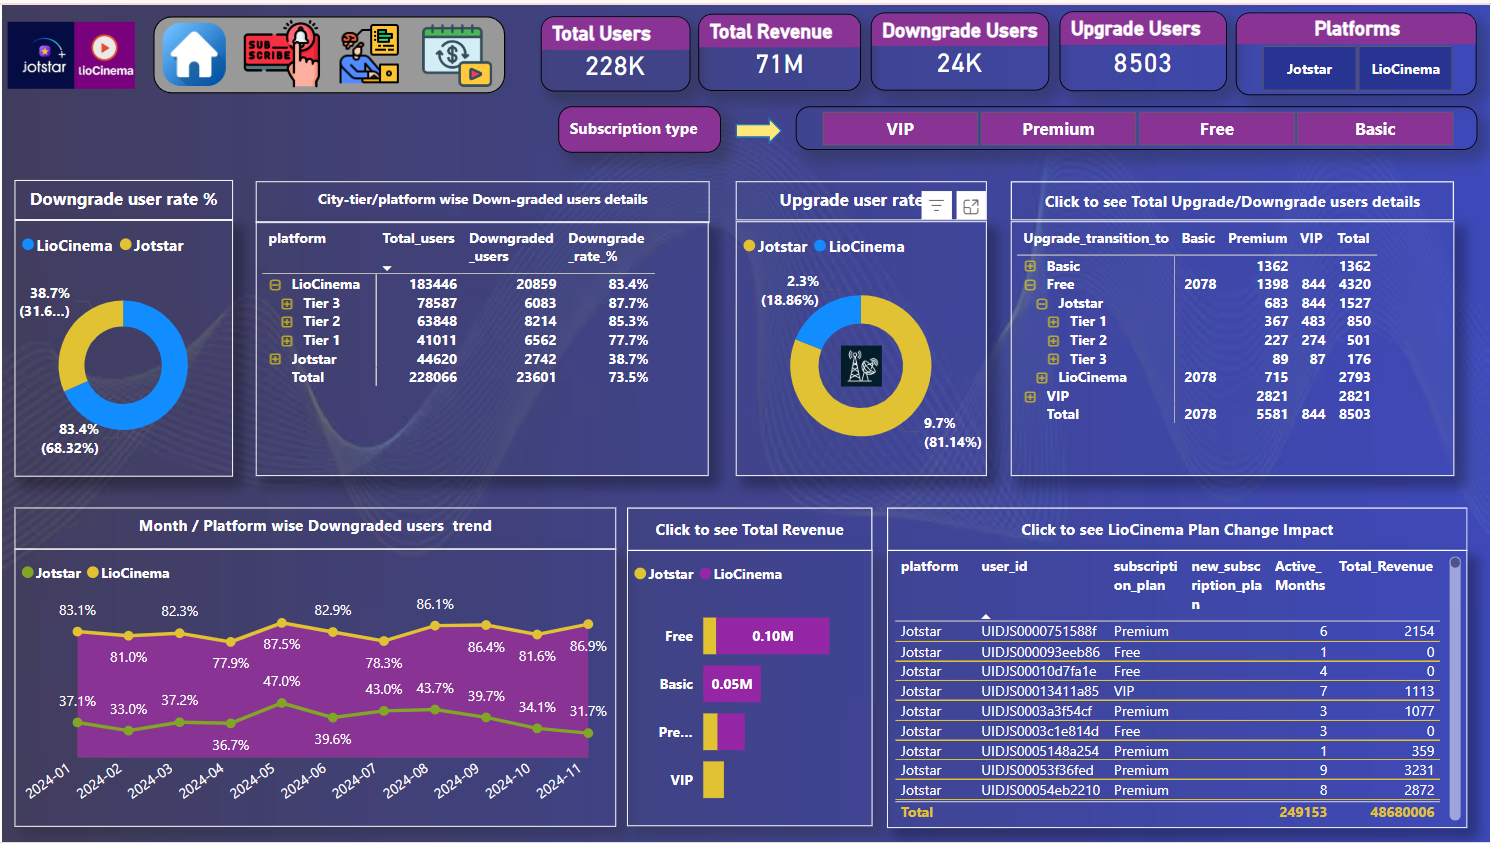 Jotstar
LioCinema
SUB
SCRIBE
Total Users
228K
Total Revenue
71M
Downgrade Users
24K
Upgrade Users
8503
Platforms
Jotstar
LioCinema
Subscription type
VIP
Premium
Free
Basic
Downgrade user rate %
LioCinema Jotstar
38.7%
(31.6...)
83.4%
(68.32%)
City-tier/platform wise Down-graded users details
platform Total_users Downgraded Downgrade
_users _rate_%
LioCinema 183446 20859 83.4%
Tier 3 78587 6083 87.7%
Tier 2 63848 8214 85.3%
Tier 1 41011 6562 77.7%
Jotstar 44620 2742 38.7%
Total 228066 23601 73.5%
Upgrade user rate
Jotstar LioCinema
2.3%
(18.86%)
9.7%
(81.14%)
Click to see Total Upgrade/Downgrade users details
Upgrade_transition_to Basic Premium VIP Total
Basic 1362 1362
Free 2078 1398 844 4320
Jotstar 683 844 1527
Tier 1 367 483 850
Tier 2 227 274 501
Tier 3 89 87 176
LioCinema 2078 715 2793
VIP 2821 2821
Total 2078 5581 844 8503
Month / Platform wise Downgraded users trend
Jotstar LioCinema
83.1% 81.0% 82.3% 77.9% 87.5% 82.9% 78.3% 86.1% 86.4% 81.6% 86.9%
37.1% 33.0% 37.2% 36.7% 47.0% 39.6% 43.0% 43.7% 39.7% 34.1% 31.7%
2024-01 2024-02 2024-03 2024-04 2024-05 2024-06 2024-07 2024-08 2024-09 2024-10 2024-11
Click to see Total Revenue
Jotstar LioCinema
Free 0.10M
Basic 0.05M
Pre...
VIP
Click to see LioCinema Plan Change Impact
platform user_id subscripti new_subsc Active_ Total_Revenue
on_plan ription_pla Months
n
Jotstar UIDJS0000751588f Premium 6 2154
Jotstar UIDJS000093eeb86 Free 1 0
Jotstar UIDJS00010d7fa1e Free 4 0
Jotstar UIDJS00013411a85 VIP 7 1113
Jotstar UIDJS0003a3f54cf Premium 3 1077
Jotstar UIDJS0003c1e814d Free 3 0
Jotstar UIDJS0005148a254 Premium 1 359
Jotstar UIDJS00053f36fed Premium 9 3231
Jotstar UIDJS00054eb2210 Premium 8 2872
Total 249153 48680006